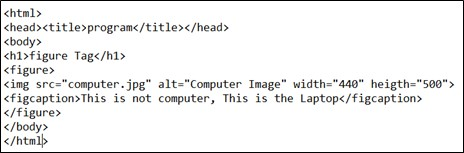 <html>
<head><title>program</title></head>
<body>
<h1>figure Tag</h1>
<figure>
<img src="computer.jpg" alt="Computer Image" width="440" heigth="500">
<figcaption>This is not computer, This is the Laptop</figcaption>
</figure>
</body>
</html>